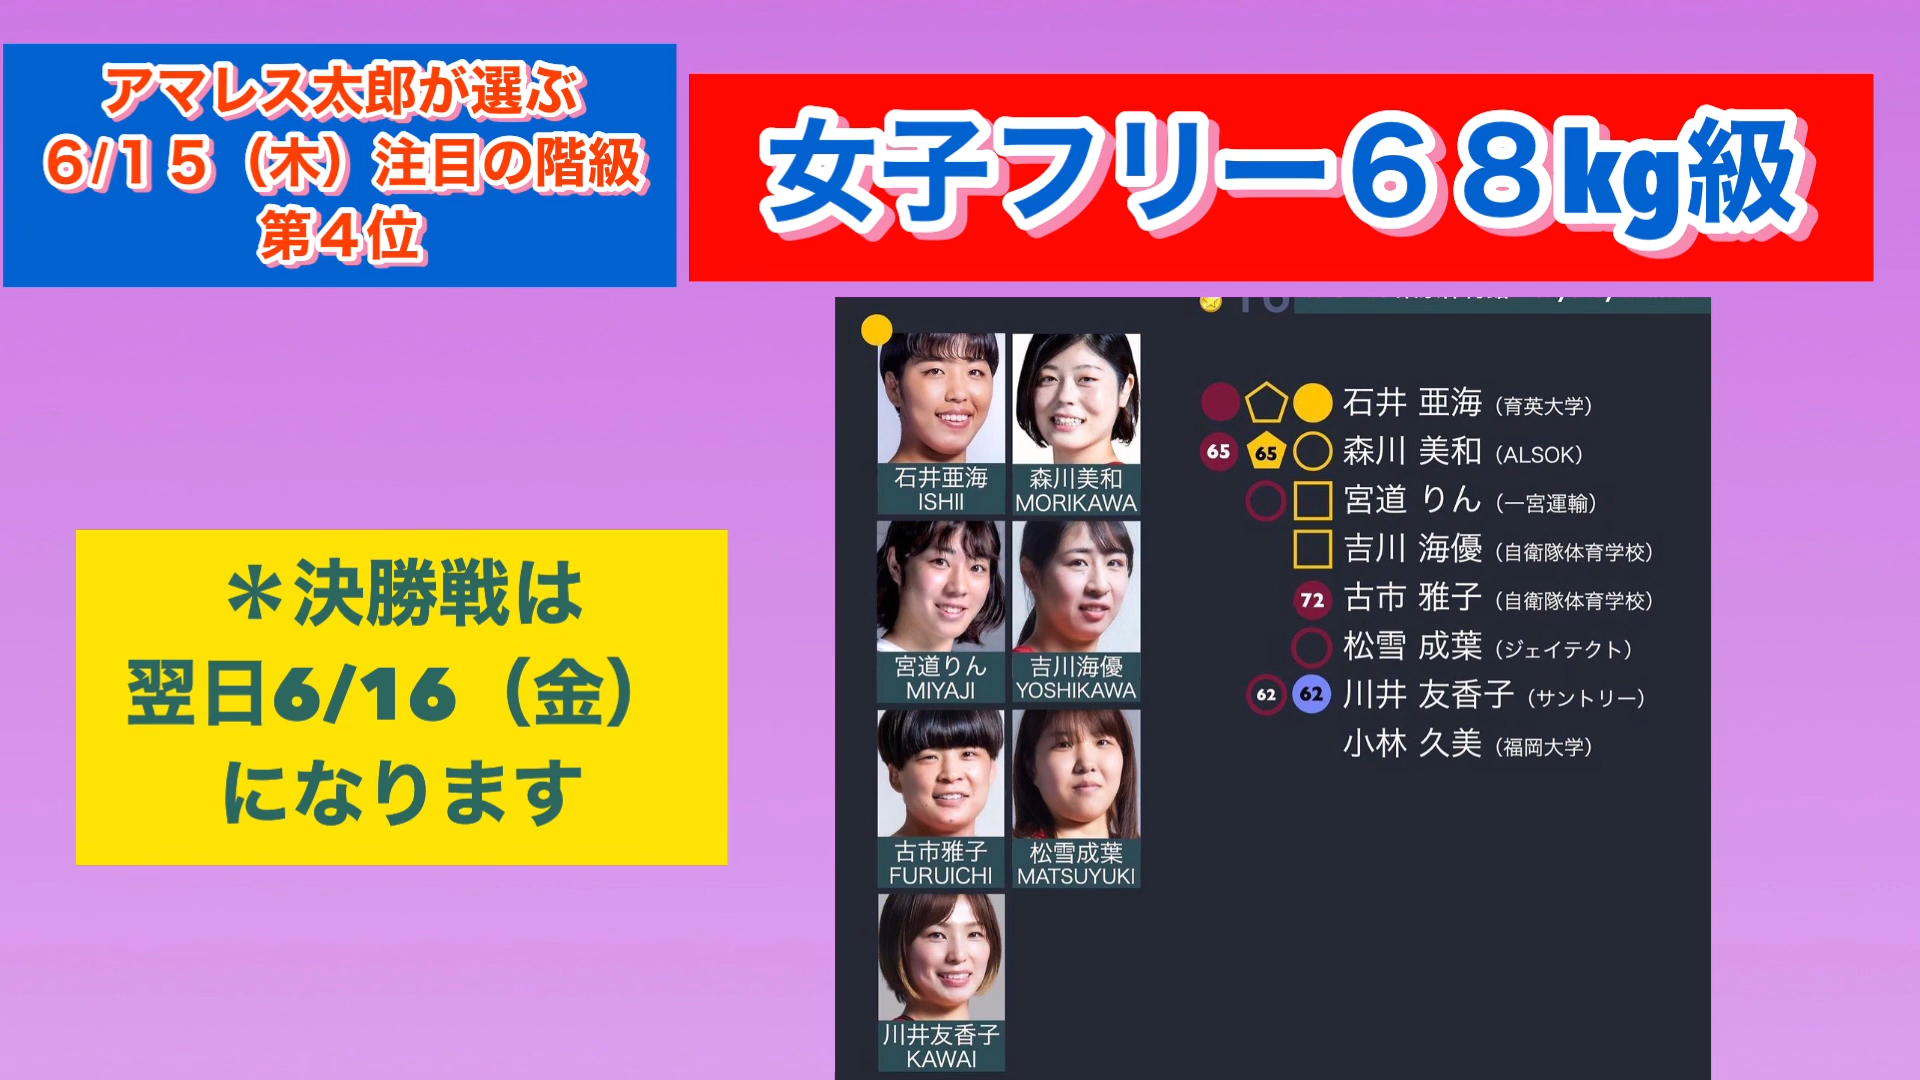 アマレス太郎が選ぶ
6/15（木）注目の階級
第4位
女子フリー68kg級
＊決勝戦は
翌日6/16（金）
になります
石井亜海
ISHII
森川美和
MORIKAWA
宮道りん
MIYAJI
吉川海優
YOSHIKAWA
古市雅子
FURUICHI
松雪成葉
MATSUYUKI
川井友香子
KAWAI
石井 亜海（育英大学）
65 65 森川 美和（ALSOK）
宮道 りん（一宮運輸）
吉川 海優（自衛隊体育学校）
72 古市 雅子（自衛隊体育学校）
松雪 成葉（ジェイテクト）
62 62 川井 友香子（サントリー）
小林 久美（福岡大学）